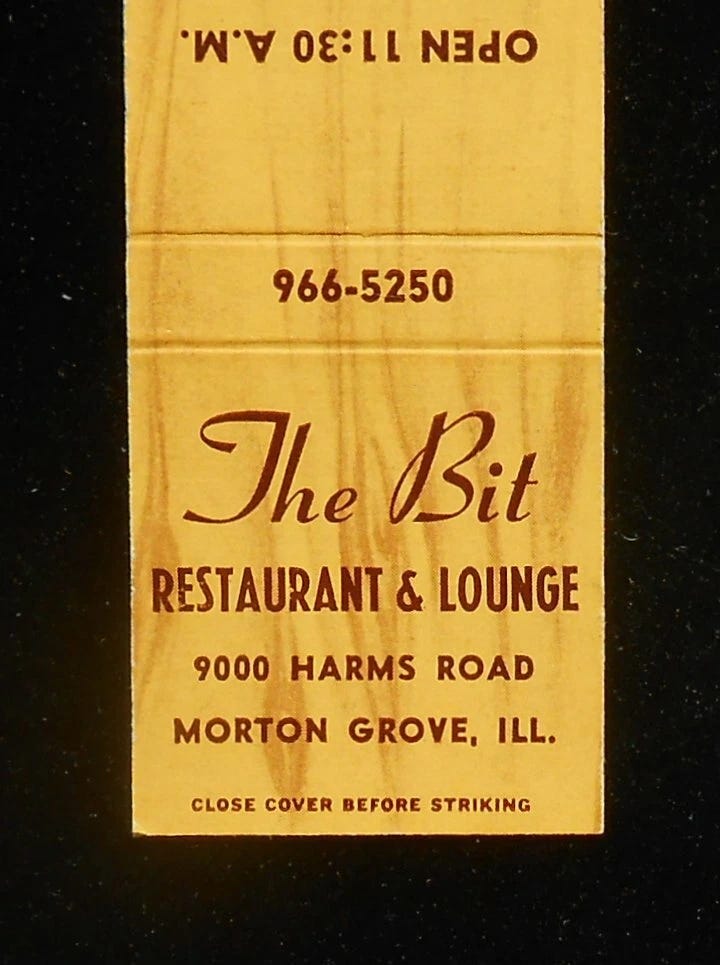 OPEN 11:30 A.M.
966-5250
The Bit
RESTAURANT & LOUNGE
9000 HARMS ROAD
MORTON GROVE, ILL.
CLOSE COVER BEFORE STRIKING